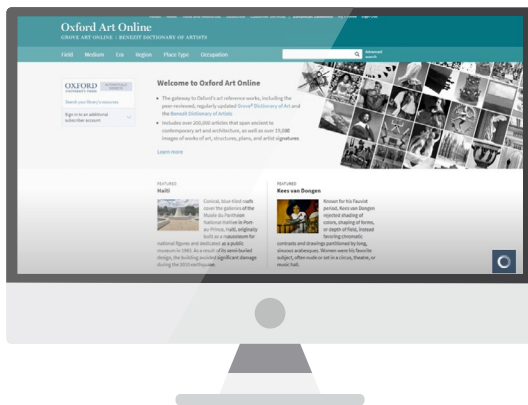 Oxford Art Online
GROVE ART ONLINE | BENEZIT DICTIONARY OF ARTISTS
Field Medium Era Region Place Type Occupation
Advanced
search
OXFORD
UNIVERSITY PRESS
Search your library's resources
Sign in to an additional
subscriber account
Welcome to Oxford Art Online
• The gateway to Oxford's art reference works, including the
peer-reviewed, regularly updated Grove® Dictionary of Art and
the Benezit Dictionary of Artists
• Includes over 200,000 articles that span ancient to
contemporary art and architecture, as well as over 19,000
images of works of art, structures, plans, and artist signatures
Learn more
FEATURED
Haiti
Conical, blue-tiled roofs
cover the galleries of the
Musée du Panthéon
National Haïtien in Port-
au-Prince, Haiti, originally
built as a mausoleum for
national figures and dedicated as a public
museum in 1983. As a result of its semi-buried
design, the building avoided significant damage
during the 2010 earthquake.
FEATURED
Kees van Dongen
Known for his Fauvist
period, Kees van Dongen
rejected shading of
colors, shaping of forms,
or depth of field, instead
favoring chromatic
contrasts and drawings partitioned by long,
sinuous arabesques. Women were his favorite
subject, often nude or set in a circus, theatre, or
music hall.